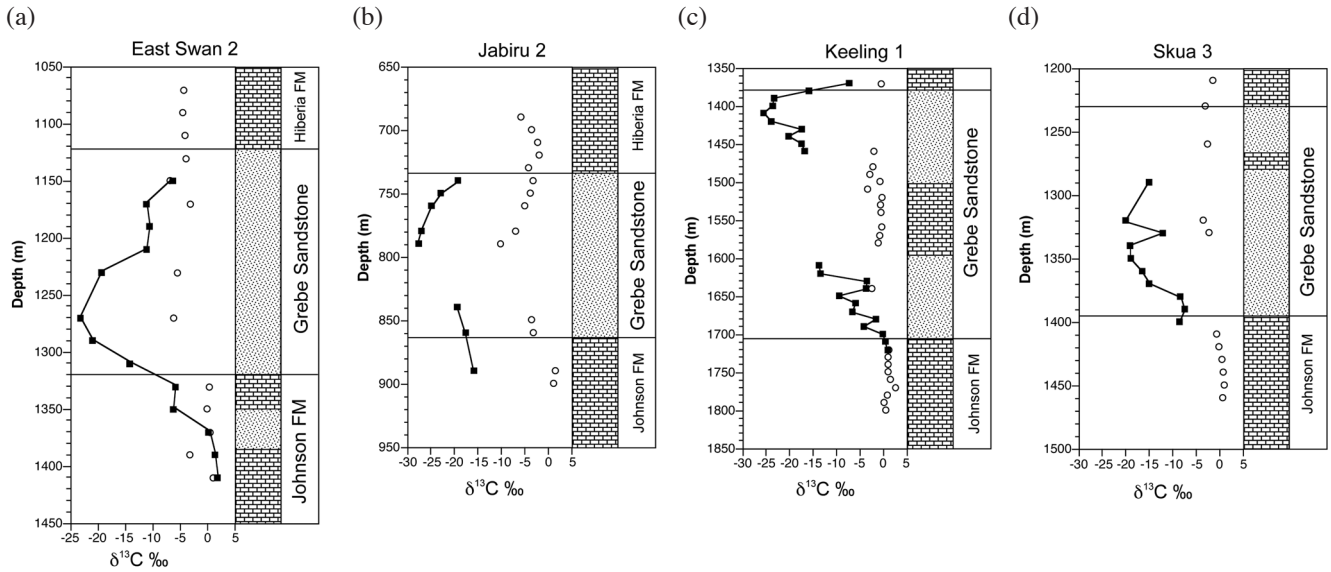 (a)
East Swan 2
1050
1100
1150
1200
1250
1300
1350
1400
1450
Depth (m)
-25 -20 -15 -10 -5 0 5
δ¹³C ‰
Hiberia FM
Grebe Sandstone
Johnson FM
(b)
Jabiru 2
650
700
750
800
850
900
950
Depth (m)
-30 -25 -20 -15 -10 -5 0 5
δ¹³C ‰
Hiberia FM
Grebe Sandstone
Johnson FM
(c)
Keeling 1
1350
1400
1450
1500
1550
1600
1650
1700
1750
1800
1850
Depth (m)
-30 -25 -20 -15 -10 -5 0 5
δ¹³C ‰
Grebe Sandstone
Johnson FM
(d)
Skua 3
1200
1250
1300
1350
1400
1450
1500
Depth (m)
-30 -25 -20 -15 -10 -5 0 5
δ¹³C ‰
Grebe Sandstone
Johnson FM